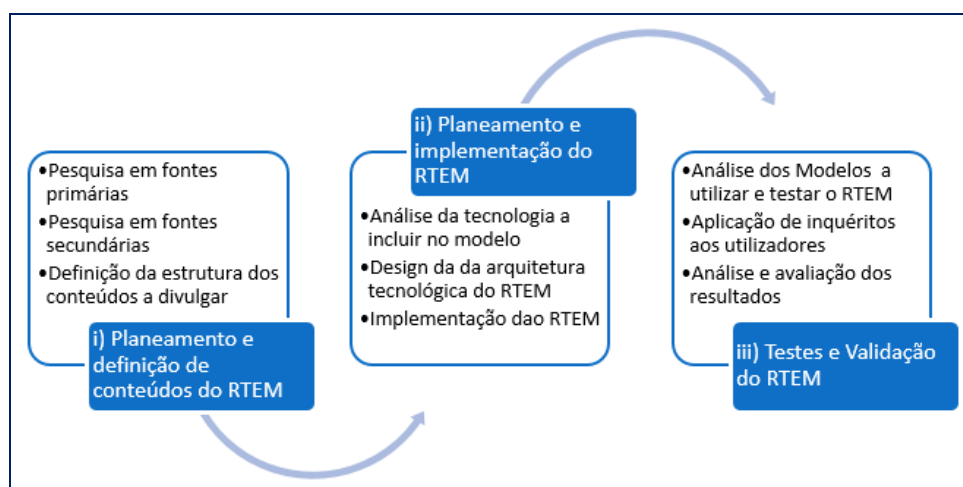 •Pesquisa em fontes
primárias
•Pesquisa em fontes
secundárias
•Definição da estrutura dos
conteúdos a divulgar
i) Planeamento e
definição de
conteúdos do RTEM
ii) Planeamento e
implementação do
RTEM
•Análise da tecnologia a
incluir no modelo
•Design da da arquitetura
tecnológica do RTEM
•Implementação dao RTEM
•Análise dos Modelos a
utilizar e testar o RTEM
•Aplicação de inquéritos
aos utilizadores
•Análise e avaliação dos
resultados
iii) Testes e Validação
do RTEM